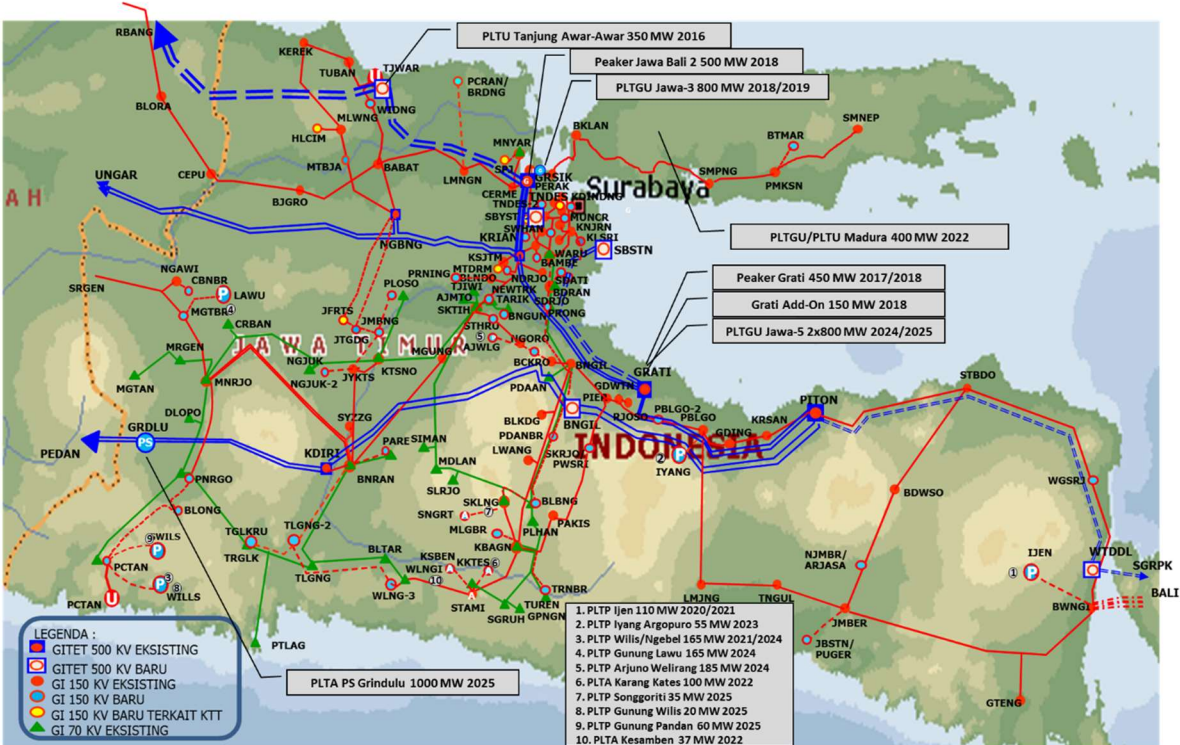 PLTU Tanjung Awar-Awar 350 MW 2016
Peaker Jawa Bali 2 500 MW 2018
PLTGU Jawa-3 800 MW 2018/2019
RBANG
KEREK
TUBAN
TJWAR
WIDNG
PCRAN/
BRDNG
BLORA
MLWNG
HLCIM
MTBJA
BABAT
CEPU
BJGRO
LMNGN
MNYAR
BKLAN
SMNEP
BTMAR
SMPNG
PMKSN
UNGAR
AH
CERME
GRSIK
PERAK
Surabaya
SBYST
MUNCR
KNJRN
KLSRI
KRIAN
SBSTN
NGBNG
WARU
KSJTM
MTDRM
PRNING
NDRJO
BDRAN
NEWTRK
TJIWI
TARIK
AJMTO
SDRJO
SKTIH
BNGUN
PRONG
STHRU
NGORO
AJWLG
BCKRO
PLTGU/PLTU Madura 400 MW 2022
Peaker Grati 450 MW 2017/2018
Grati Add-On 150 MW 2018
PLTGU Jawa-5 2x800 MW 2024/2025
NGAWI
CBNBR
LAWU
SRGEN
MGTBR
CRBAN
PLOSO
JFRTS
JMBNG
JTGDG
JAWA TIMUR
MGUNG
MRGEN
MGTAN
MNRJO
NGJUK
NGJUK-2
JYKTS
KTSNO
BNGIL
PDAAN
GDWTN
GRATI
PIER
RJOSO
PBLGO-2
PBLGO
GDING
KRSAN
PITON
STBDO
DLOPO
GRDLU
PS
PEDAN
KDIRI
SYZZG
PARE
SIMAN
BNRAN
MDLAN
SLRJO
BLKDG
PDANBR
LWANG
SKRJO
PWSRI
BNGIL
INDONESIA
IYANG
PNRGO
BLONG
WILS
WILLS
PCTAN
PCTAN
TGLKRU
TRGLK
TLGNG-2
TLGNG
BLTAR
WLNGI
WLNG-3
KSBEN
KKTES
STAMI
SKLNG
SNGRT
MLGBR
KBAGN
BLBNG
PLHAN
PAKIS
TRNBR
TUREN
GPNGN
SGRUH
PTLAG
BDWSO
WGSRJ
NJMBR/
ARJASA
IJEN
WTDDL
SGRPK
BALI
BWNGI
LMJNG
TNGUL
JMBER
JBSTN/
PUGER
GTENG
PLTA PS Grindulu 1000 MW 2025
LEGENDA :
GITET 500 KV EKSISTING
GITET 500 KV BARU
GI 150 KV EKSISTING
GI 150 KV BARU
GI 150 KV BARU TERKAIT KTT
GI 70 KV EKSISTING
1. PLTP Ijen 110 MW 2020/2021
2. PLTP Iyang Argopuro 55 MW 2023
3. PLTP Wilis/Ngebel 165 MW 2021/2024
4. PLTP Gunung Lawu 165 MW 2024
5. PLTP Arjuno Welirang 185 MW 2024
6. PLTA Karang Kates 100 MW 2022
7. PLTP Songgoriti 35 MW 2025
8. PLTP Gunung Wilis 20 MW 2025
9. PLTP Gunung Pandan 60 MW 2025
10. PLTA Kesamben 37 MW 2022